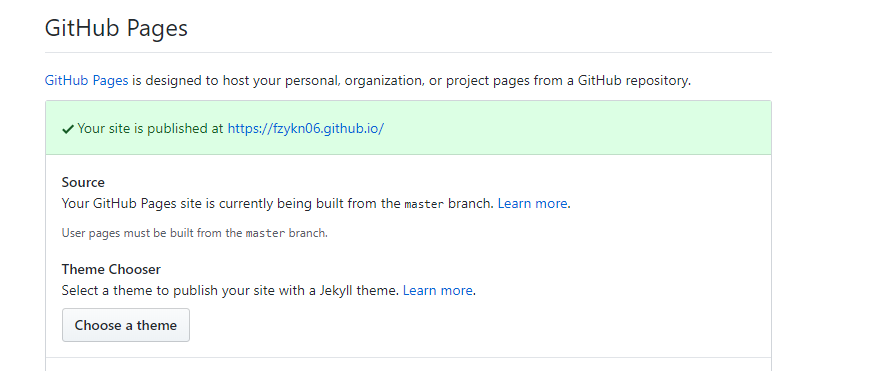 GitHub Pages
GitHub Pages is designed to host your personal, organization, or project pages from a GitHub repository.
✓ Your site is published at https://fzykn06.github.io/
Source
Your GitHub Pages site is currently being built from the master branch. Learn more.
User pages must be built from the master branch.
Theme Chooser
Select a theme to publish your site with a Jekyll theme. Learn more.
Choose a theme